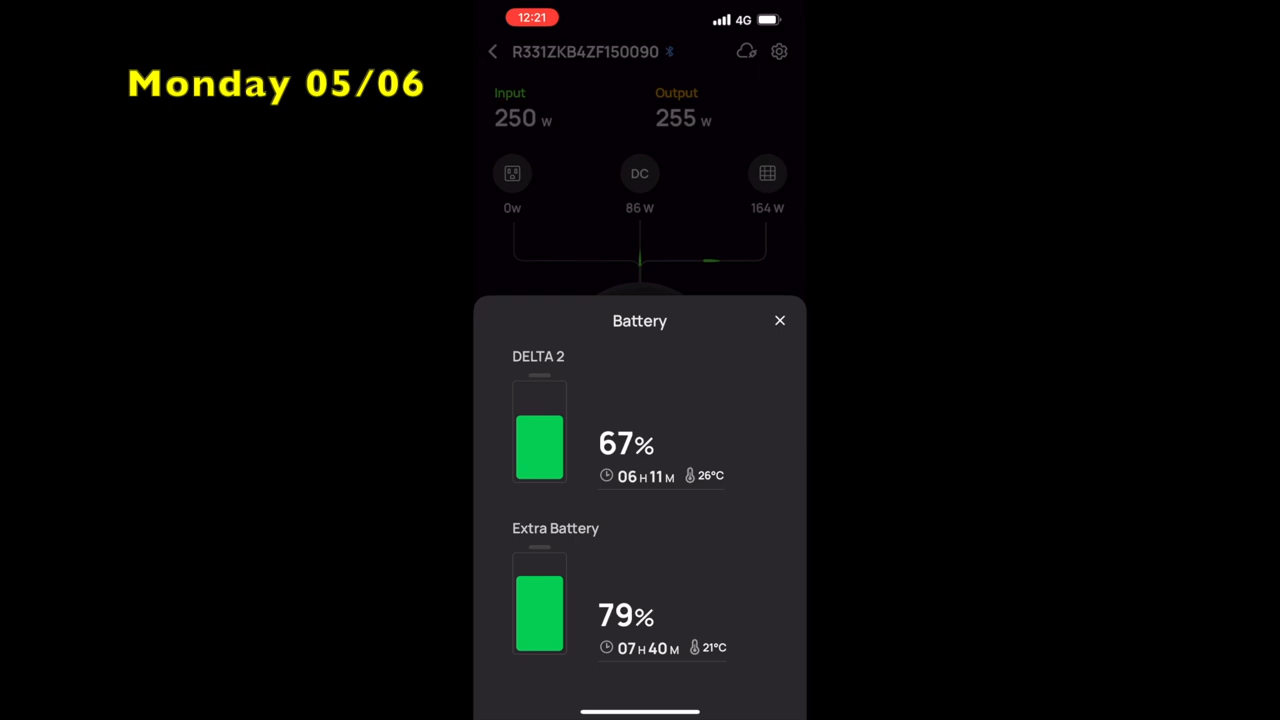 12:21
4G
Monday 05/06
R331ZKB4ZF150090
Input
Output
250 W
255 W
DC
0w
86 W
164 W
Battery
DELTA 2
67%
06 H 11 M
26°C
Extra Battery
79%
07 H 40 M
21°C